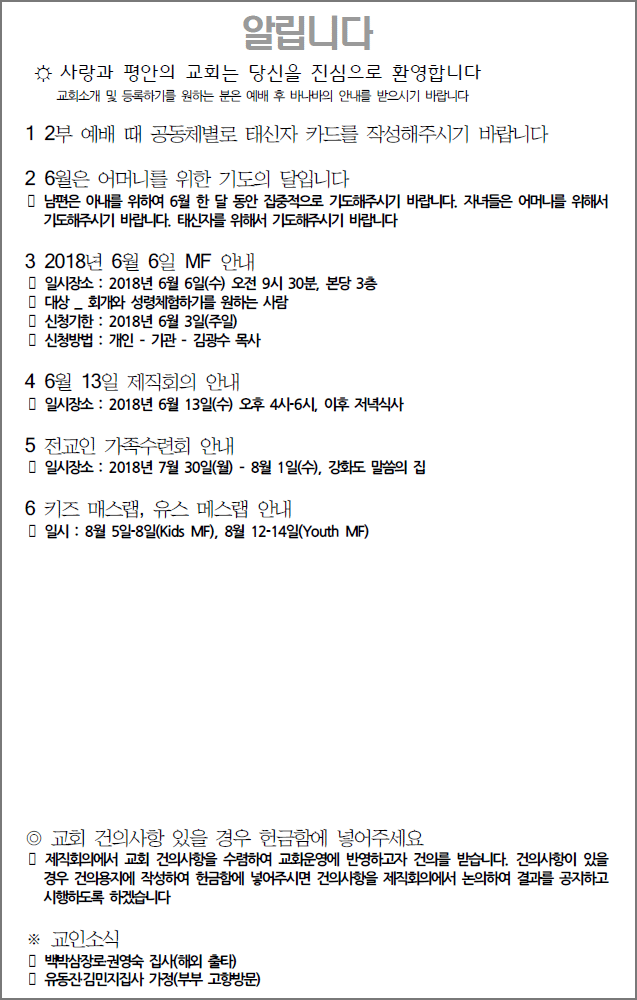 알립니다
☼ 사랑과 평안의 교회는 당신을 진심으로 환영합니다
교회소개 및 등록하기를 원하는 분은 예배 후 바나바의 안내를 받으시기 바랍니다
1 2부 예배 때 공동체별로 태신자 카드를 작성해주시기 바랍니다
2 6월은 어머니를 위한 기도의 달입니다
▯ 남편은 아내를 위하여 6월 한 달 동안 집중적으로 기도해주시기 바랍니다. 자녀들은 어머니를 위해서
기도해주시기 바랍니다. 태신자를 위해서 기도해주시기 바랍니다
3 2018년 6월 6일 MF 안내
▯ 일시장소 : 2018년 6월 6일(수) 오전 9시 30분, 본당 3층
▯ 대상 _ 회개와 성령체험하기를 원하는 사람
▯ 신청기한 : 2018년 6월 3일(주일)
▯ 신청방법 : 개인 - 기관 - 김광수 목사
4 6월 13일 제직회의 안내
▯ 일시장소 : 2018년 6월 13일(수) 오후 4시-6시, 이후 저녁식사
5 전교인 가족수련회 안내
▯ 일시장소 : 2018년 7월 30일(월) - 8월 1일(수), 강화도 말씀의 집
6 키즈 매스랩, 유스 메스랩 안내
▯ 일시 : 8월 5일-8일(Kids MF), 8월 12-14일(Youth MF)
◎ 교회 건의사항 있을 경우 헌금함에 넣어주세요
▯ 제직회의에서 교회 건의사항을 수렴하여 교회운영에 반영하고자 건의를 받습니다. 건의사항이 있을
경우 건의용지에 작성하여 헌금함에 넣어주시면 건의사항을 제직회의에서 논의하여 결과를 공지하고
시행하도록 하겠습니다
※ 교인소식
▯ 백박삼장로·권영숙 집사(해외 출타)
▯ 유동진·김민지집사 가정(부부 고향방문)